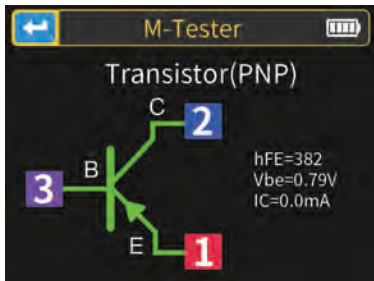 M-Tester
Transistor(PNP)
C
2
hFE=382
B
Vbe=0.79V
3
IC=0.0mA
E
1